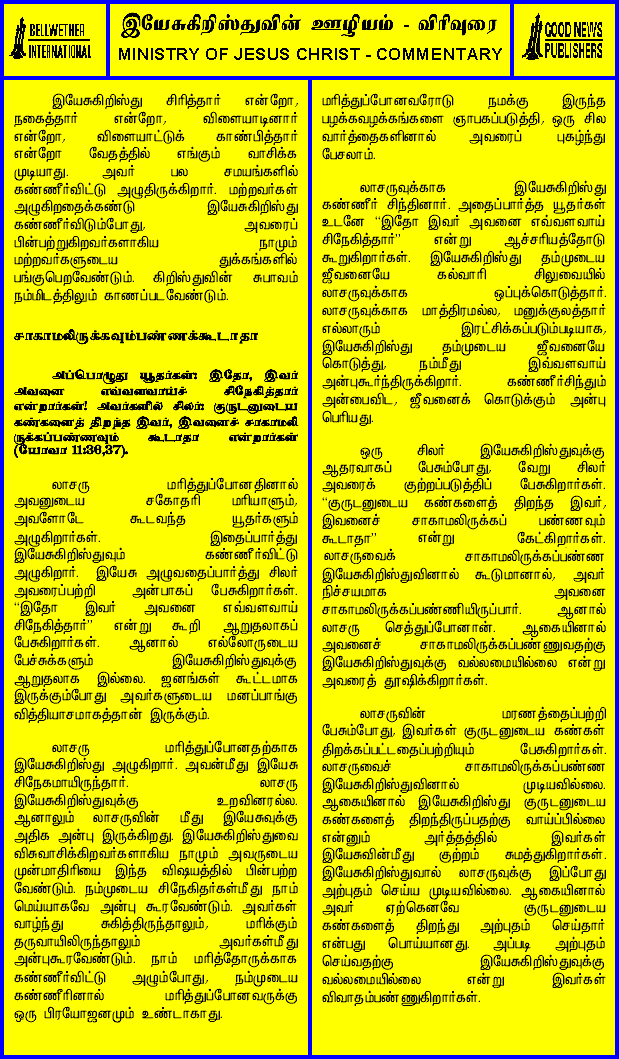 BELLWETHER
INTERNATIONAL
இயேசுகிறிஸ்துவின் ஊழியம் - விரிவுரை
MINISTRY OF JESUS CHRIST - COMMENTARY
GOOD NEWS
PUBLISHERS
இயேசுகிறிஸ்து சிரித்தார் என்றோ,
நகைத்தார் என்றோ, விளையாடினார்
என்றோ, விளையாட்டுக் காண்பித்தார்
என்றோ வேதத்தில் எங்கும் வாசிக்க
முடியாது. அவர் பல சமயங்களில்
கண்ணீர்விட்டு அழுதிருக்கிறார். மற்றவர்கள்
அழுகிறதைக்கண்டு இயேசுகிறிஸ்து
கண்ணீர்விடும்போது, அவரைப்
பின்பற்றுகிறவர்களாகிய நாமும்
மற்றவர்களுடைய துக்கங்களில்
பங்குபெறவேண்டும். கிறிஸ்துவின் சுபாவம்
நம்மிடத்திலும் காணப்படவேண்டும்.
சாகாமலிருக்கவும்பண்ணக்கூடாதா
அப்பொழுது யூதர்கள்: இதோ, இவர்
அவனை எவ்வளவாய்ச் சிநேகித்தார்
என்றார்கள்! அவர்களில் சிலர்: குருடனுடைய
கண்களைத் திறந்த இவர், இவனைச் சாகாமலி
ருக்கப்பண்ணவும் கூடாதா என்றார்கள்
(யோவா 11:36,37).
லாசரு மரித்துப்போனதினால்
அவனுடைய சகோதரி மரியாளும்,
அவளோடே கூடவந்த யூதர்களும்
அழுகிறார்கள். இதைப்பார்த்து
இயேசுகிறிஸ்துவும் கண்ணீர்விட்டு
அழுகிறார். இயேசு அழுவதைப்பார்த்து சிலர்
அவரைப்பற்றி அன்பாகப் பேசுகிறார்கள்.
“இதோ இவர் அவனை எவ்வளவாய்
சிநேகித்தார்” என்று கூறி ஆறுதலாகப்
பேசுகிறார்கள். ஆனால் எல்லோருடைய
பேச்சுக்களும் இயேசுகிறிஸ்துவுக்கு
ஆறுதலாக இல்லை. ஜனங்கள் கூட்டமாக
இருக்கும்போது அவர்களுடைய மனப்பாங்கு
வித்தியாசமாகத்தான் இருக்கும்.
லாசரு மரித்துப்போனதற்காக
இயேசுகிறிஸ்து அழுகிறார். அவன்மீது இயேசு
சிநேகமாயிருந்தார். லாசரு
இயேசுகிறிஸ்துவுக்கு உறவினரல்ல.
ஆனாலும் லாசருவின் மீது இயேசுவுக்கு
அதிக அன்பு இருக்கிறது. இயேசுகிறிஸ்துவை
விசுவாசிக்கிறவர்களாகிய நாமும் அவருடைய
முன்மாதிரியை இந்த விஷயத்தில் பின்பற்ற
வேண்டும். நம்முடைய சிநேகிதர்கள்மீது நாம்
மெய்யாகவே அன்பு கூரவேண்டும். அவர்கள்
வாழ்ந்து சுகித்திருந்தாலும், மரிக்கும்
தருவாயிலிருந்தாலும் அவர்கள்மீது
அன்புகூரவேண்டும். நாம் மரித்தோருக்காக
கண்ணீர்விட்டு அழும்போது, நம்முடைய
கண்ணீரினால் மரித்துப்போனவருக்கு
ஒரு பிரயோஜனமும் உண்டாகாது.
மரித்துப்போனவரோடு நமக்கு இருந்த
பழக்கவழக்கங்களை ஞாபகப்படுத்தி, ஒரு சில
வார்த்தைகளினால் அவரைப் புகழ்ந்து
பேசலாம்.
லாசருவுக்காக இயேசுகிறிஸ்து
கண்ணீர் சிந்தினார். அதைப்பார்த்த யூதர்கள்
உடனே “இதோ இவர் அவனை எவ்வளவாய்
சிநேகித்தார்” என்று ஆச்சரியத்தோடு
கூறுகிறார்கள். இயேசுகிறிஸ்து தம்முடைய
ஜீவனையே கல்வாரி சிலுவையில்
லாசருவுக்காக ஒப்புக்கொடுத்தார்.
லாசருவுக்காக மாத்திரமல்ல, மனுக்குலத்தார்
எல்லாரும் இரட்சிக்கப்படும்படியாக,
இயேசுகிறிஸ்து தம்முடைய ஜீவனையே
கொடுத்து, நம்மீது இவ்வளவாய்
அன்புகூர்ந்திருக்கிறார். கண்ணீர்சிந்தும்
அன்பைவிட, ஜீவனைக் கொடுக்கும் அன்பு
பெரியது.
ஒரு சிலர் இயேசுகிறிஸ்துவுக்கு
ஆதரவாகப் பேசும்போது, வேறு சிலர்
அவரைக் குற்றப்படுத்திப் பேசுகிறார்கள்.
“குருடனுடைய கண்களைத் திறந்த இவர்,
இவனைச் சாகாமலிருக்கப் பண்ணவும்
கூடாதா” என்று கேட்கிறார்கள்.
லாசருவைக் சாகாமலிருக்கப்பண்ண
இயேசுகிறிஸ்துவினால் கூடுமானால், அவர்
நிச்சயமாக அவனை
சாகாமலிருக்கப்பண்ணியிருப்பார். ஆனால்
லாசரு செத்துப்போனான். ஆகையினால்
அவனைச் சாகாமலிருக்கப்பண்ணுவதற்கு
இயேசுகிறிஸ்துவுக்கு வல்லமையில்லை என்று
அவரைத் தூஷிக்கிறார்கள்.
லாசருவின் மரணத்தைப்பற்றி
பேசும்போது, இவர்கள் குருடனுடைய கண்கள்
திறக்கப்பட்டதைப்பற்றியும் பேசுகிறார்கள்.
லாசருவைச் சாகாமலிருக்கப்பண்ண
இயேசுகிறிஸ்துவினால் முடியவில்லை.
ஆகையினால் இயேசுகிறிஸ்து குருடனுடைய
கண்களைத் திறந்திருப்பதற்கு வாய்ப்பில்லை
என்னும் அர்த்தத்தில் இவர்கள்
இயேசுவின்மீது குற்றம் சுமத்துகிறார்கள்.
இயேசுகிறிஸ்துவால் லாசருவுக்கு இப்போது
அற்புதம் செய்ய முடியவில்லை. ஆகையினால்
அவர் ஏற்கெனவே குருடனுடைய
கண்களைத் திறந்து அற்புதம் செய்தார்
என்பது பொய்யானது. அப்படி அற்புதம்
செய்வதற்கு இயேசுகிறிஸ்துவுக்கு
வல்லமையில்லை என்று இவர்கள்
விவாதம்பண்ணுகிறார்கள்.